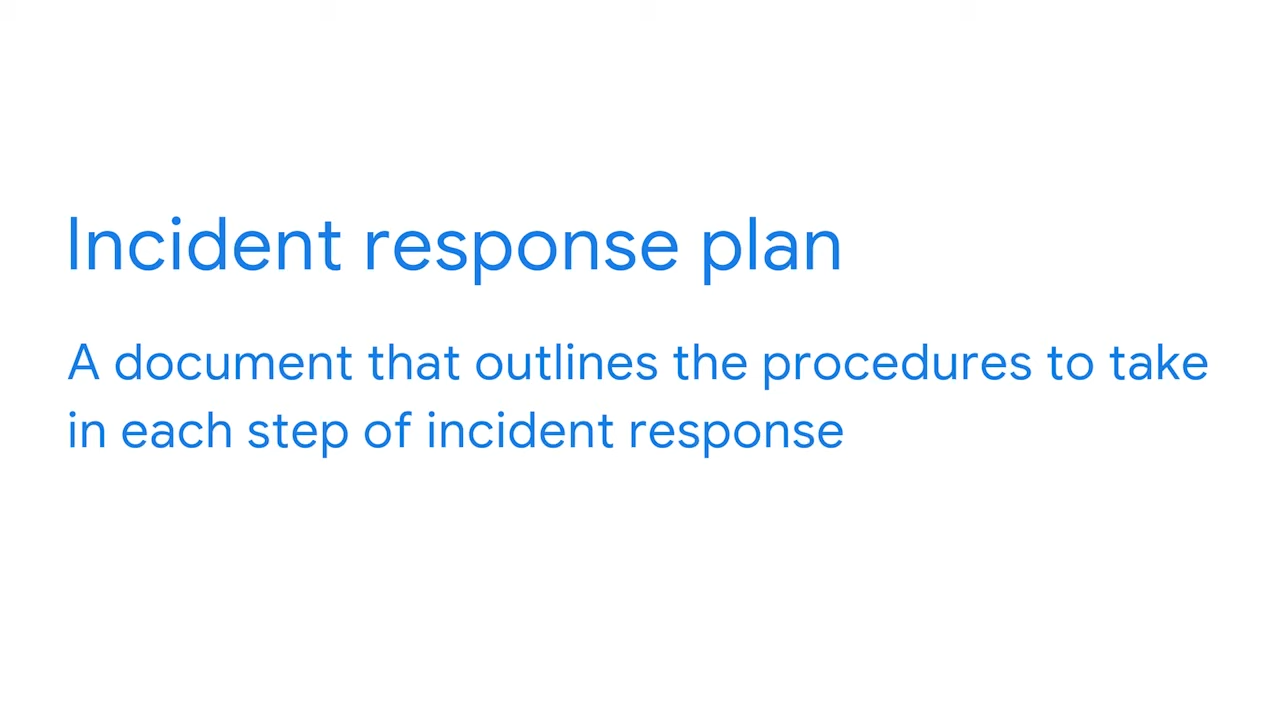 Incident response plan
A document that outlines the procedures to take
in each step of incident response